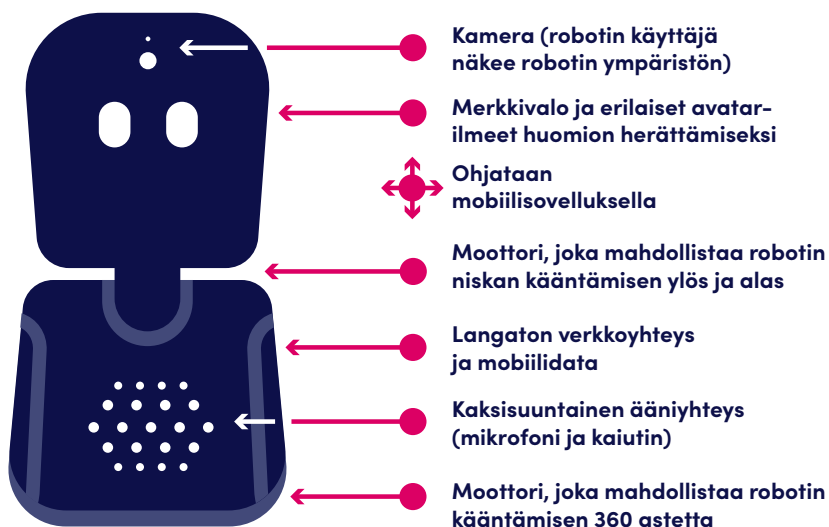 Kamera (robotin käyttäjä
näkee robotin ympäristön)
Merkkivalo ja erilaiset avatar-
ilmeet huomion herättämiseksi
Ohjataan
mobiilisovelluksella
Moottori, joka mahdollistaa robotin
niskan kääntämisen ylös ja alas
Langaton verkkoyhteys
ja mobiilidata
Kaksisuuntainen ääniyhteys
(mikrofoni ja kaiutin)
Moottori, joka mahdollistaa robotin
kääntämisen 360 astetta